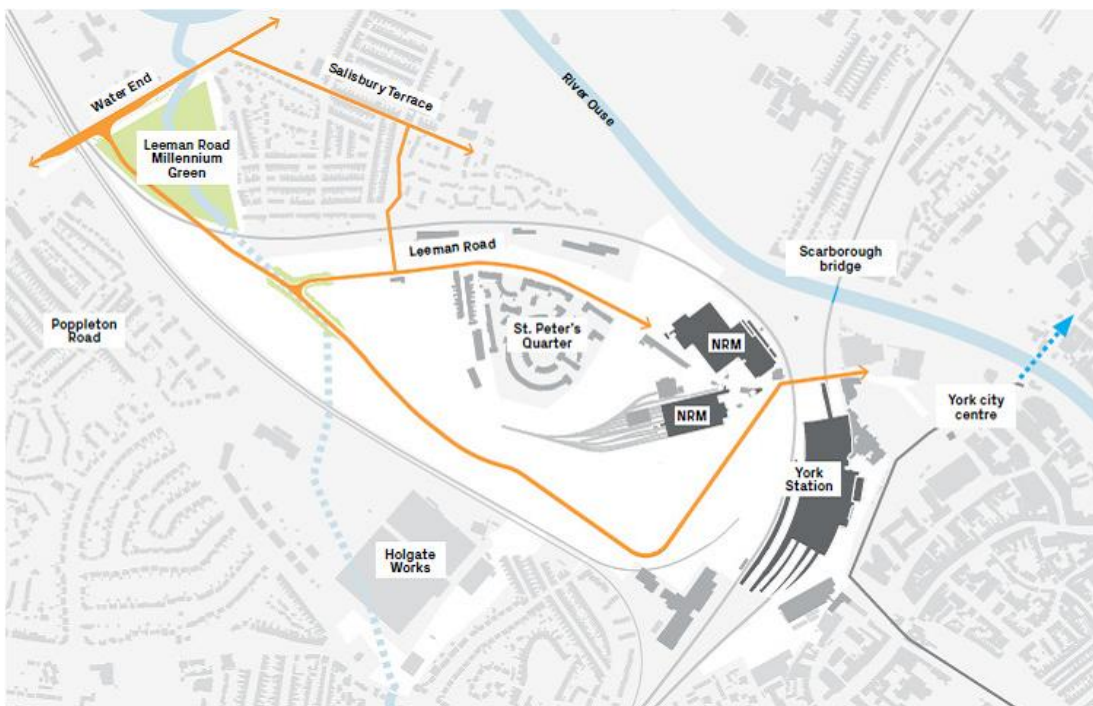 Water End
Salisbury Terrace
River Ouse
Leeman Road
Millennium
Green
Leeman Road
Scarborough
bridge
Poppleton
Road
St. Peter's
Quarter
NRM
NRM
York city
centre
York
Station
Holgate
Works